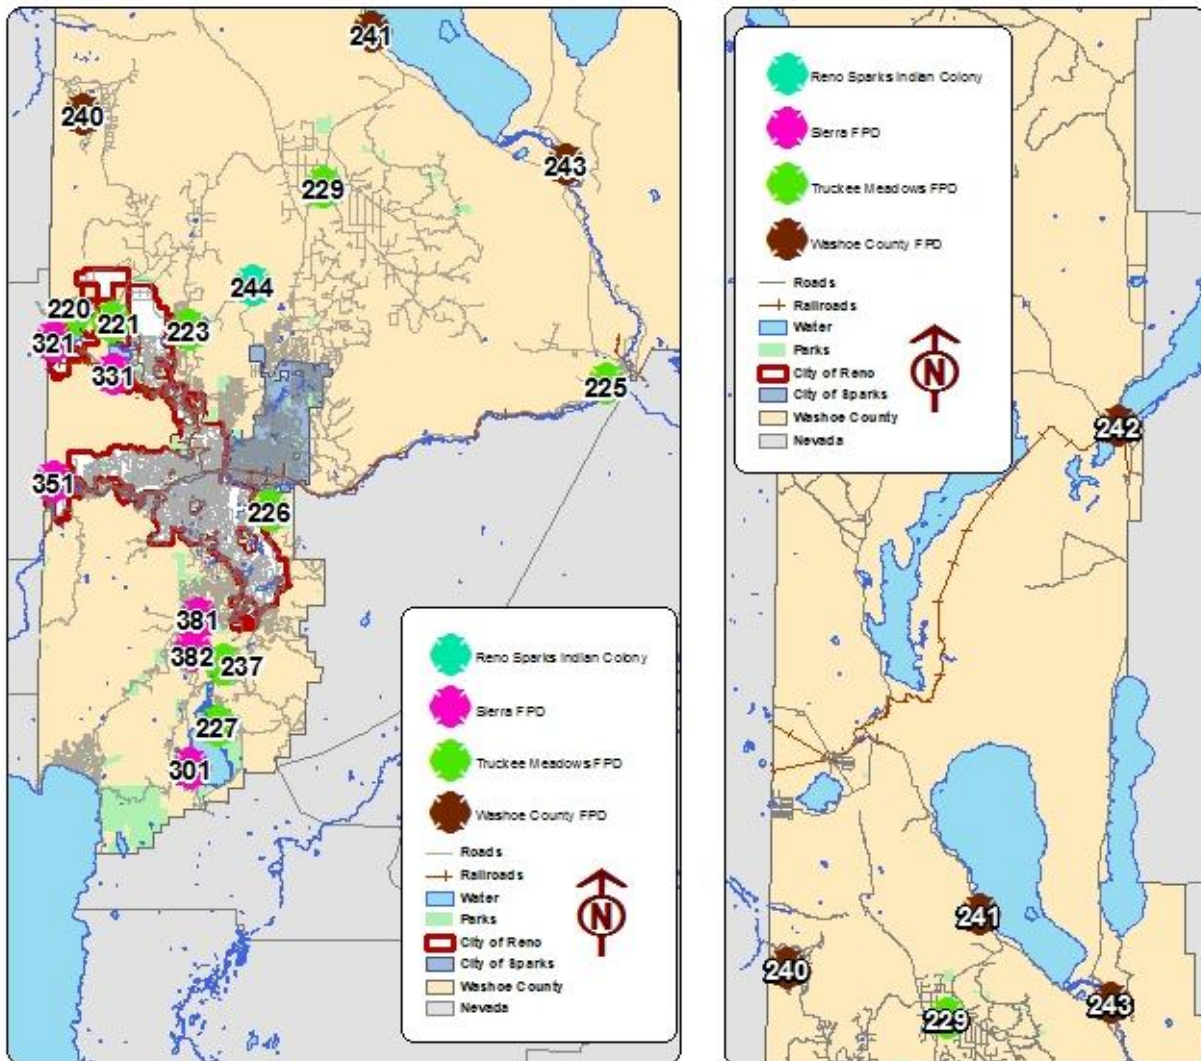 241
240
243
229
244
220
221
223
321
331
225
351
226
381
382
237
227
301
Reno Sparks Indian Colony
Sierra FPD
Truckee Meadows FPD
Washoe County FPD
Roads
Railroads
Water
Parks
City of Reno
City of Sparks
Washoe County
Nevada
N
Reno Sparks Indian Colony
Sierra FPD
Truckee Meadows FPD
Washoe County FPD
Roads
Railroads
Water
Parks
City of Reno
City of Sparks
Washoe County
Nevada
N
242
241
240
243
229